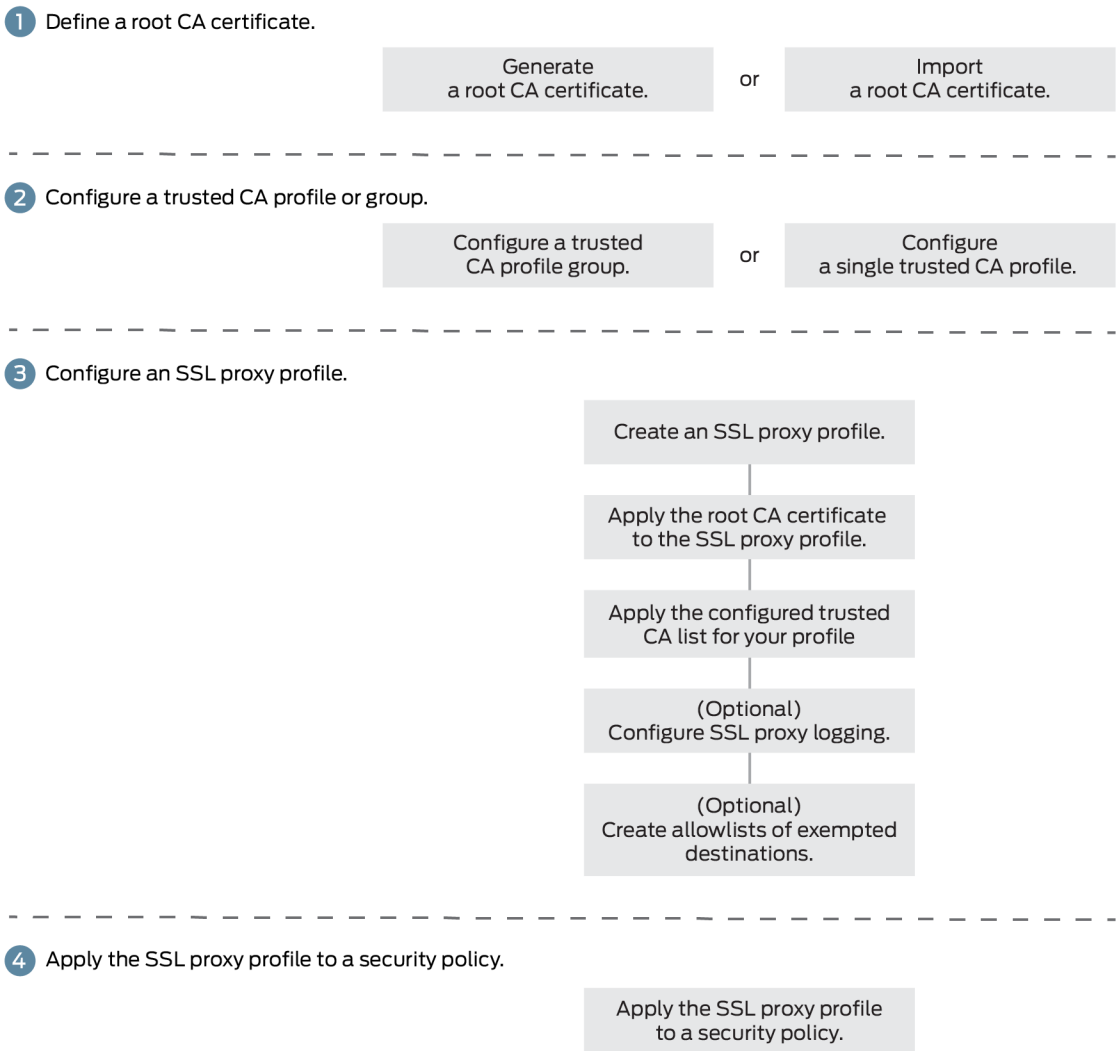 1 Define a root CA certificate.
Generate
a root CA certificate.
or
Import
a root CA certificate.
2 Configure a trusted CA profile or group.
Configure a trusted
CA profile group.
or
Configure
a single trusted CA profile.
3 Configure an SSL proxy profile.
Create an SSL proxy profile.
Apply the root CA certificate
to the SSL proxy profile.
Apply the configured trusted
CA list for your profile
(Optional)
Configure SSL proxy logging.
(Optional)
Create allowlists of exempted
destinations.
4 Apply the SSL proxy profile to a security policy.
Apply the SSL proxy profile
to a security policy.